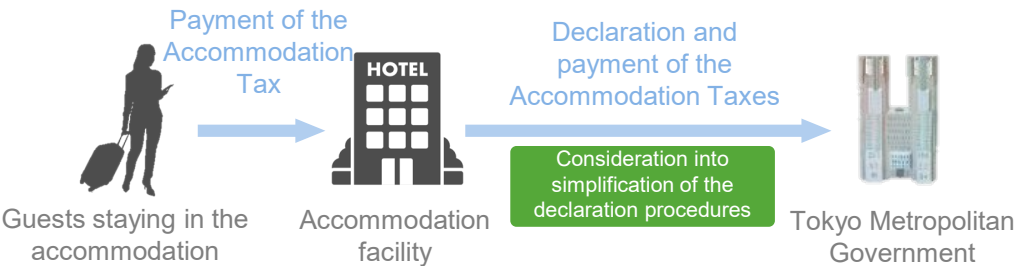 Payment of the
Accommodation
Tax
HOTEL
Declaration and
payment of the
Accommodation Taxes
Consideration into
simplification of the
declaration procedures
Guests staying in the
accommodation
Accommodation
facility
Tokyo Metropolitan
Government